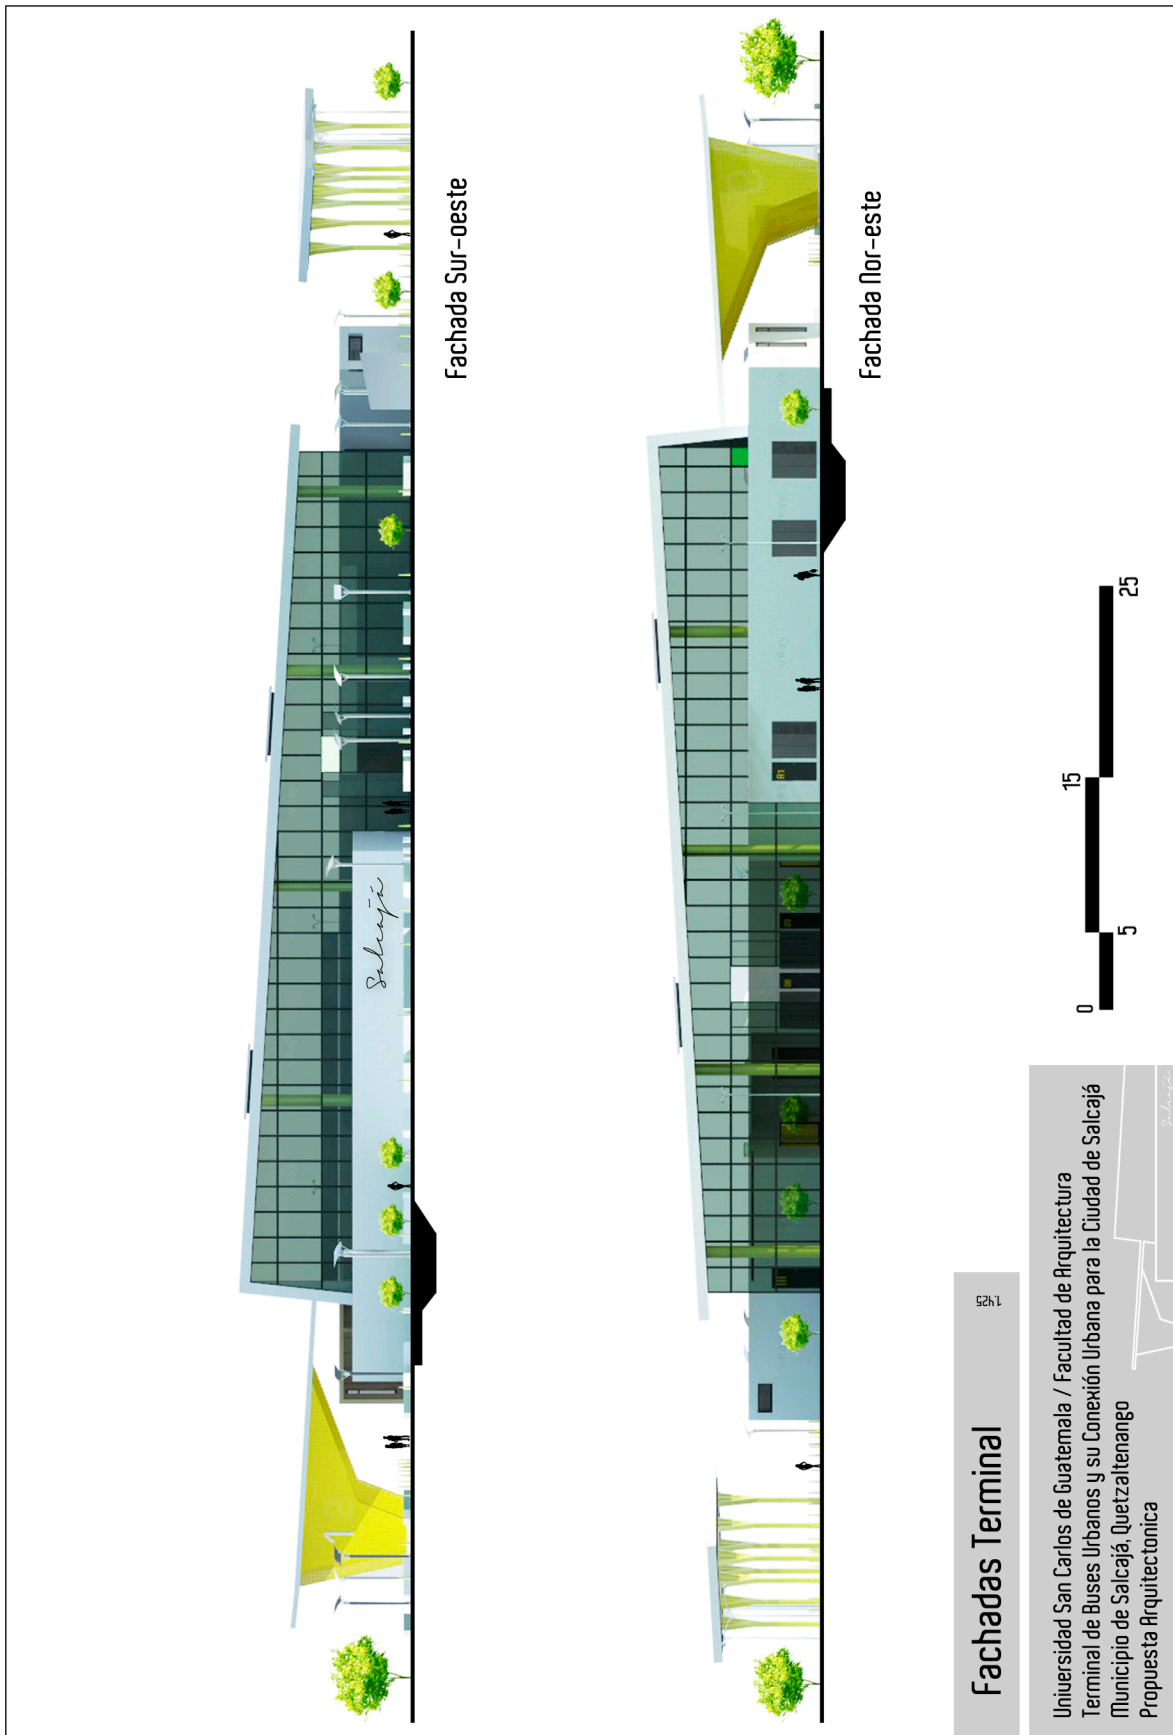 Salcajá
Fachada Sur-oeste
Fachada Nor-este
Fachadas Terminal
1.425
Universidad San Carlos de Guatemala / Facultad de Arquitectura
Terminal de Buses Urbanos y su Conexión Urbana para la Ciudad de Salcajá
Municipio de Salcajá, Quetzaltenango
Propuesta Arquitectonica
Salcajá
0
5
15
25